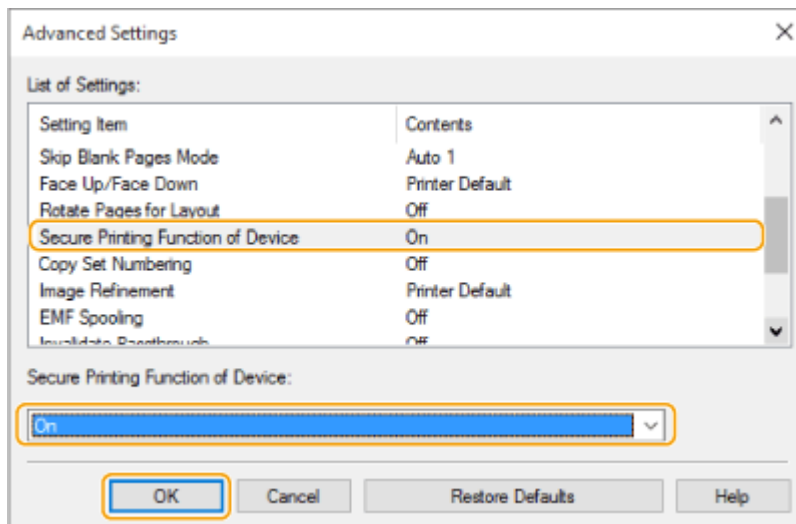 Advanced Settings
List of Settings:
Setting Item Contents
Skip Blank Pages Mode Auto 1
Face Up/Face Down Printer Default
Rotate Pages for Layout Off
Secure Printing Function of Device On
Copy Set Numbering Off
Image Refinement Printer Default
EMF Spooling Off
Invalidate Passthrough Off
Secure Printing Function of Device:
On
OK Cancel Restore Defaults Help